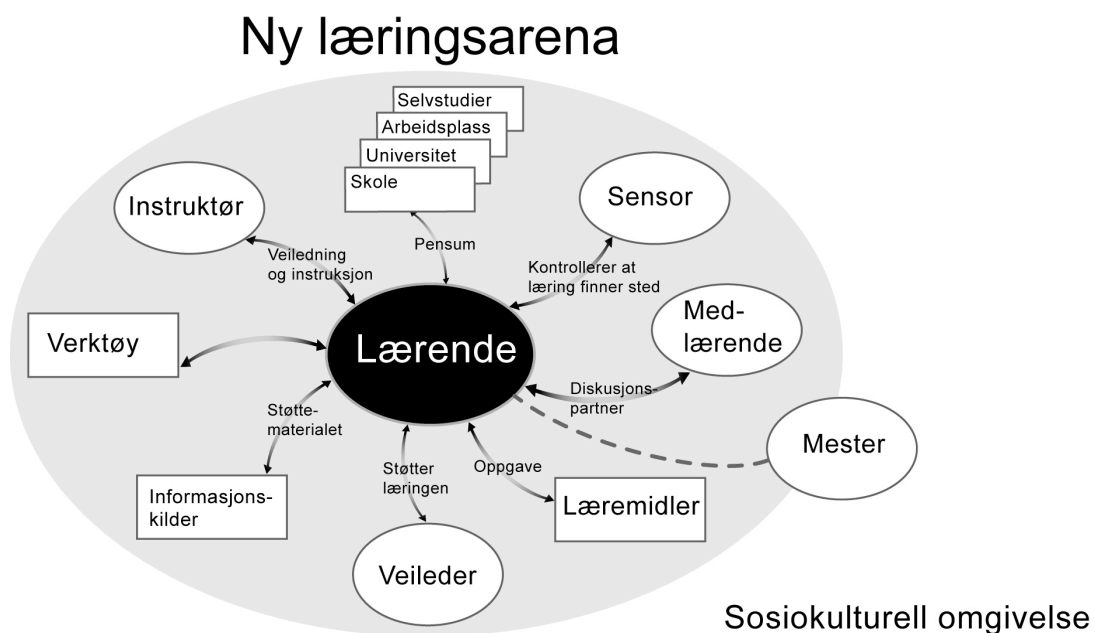 Ny læringsarena
Selvstudier
Arbeidsplass
Universitet
Skole
Instruktør
Sensor
Pensum
Veiledning
og instruksjon
Kontrollerer at
læring finner sted
Med-
lærende
Verktøy
Lærende
Diskusjons-
partner
Støtte-
materialet
Mester
Støtter
læringen
Oppgave
Informasjons-
kilder
Læremidler
Veileder
Sosiokulturell omgivelse